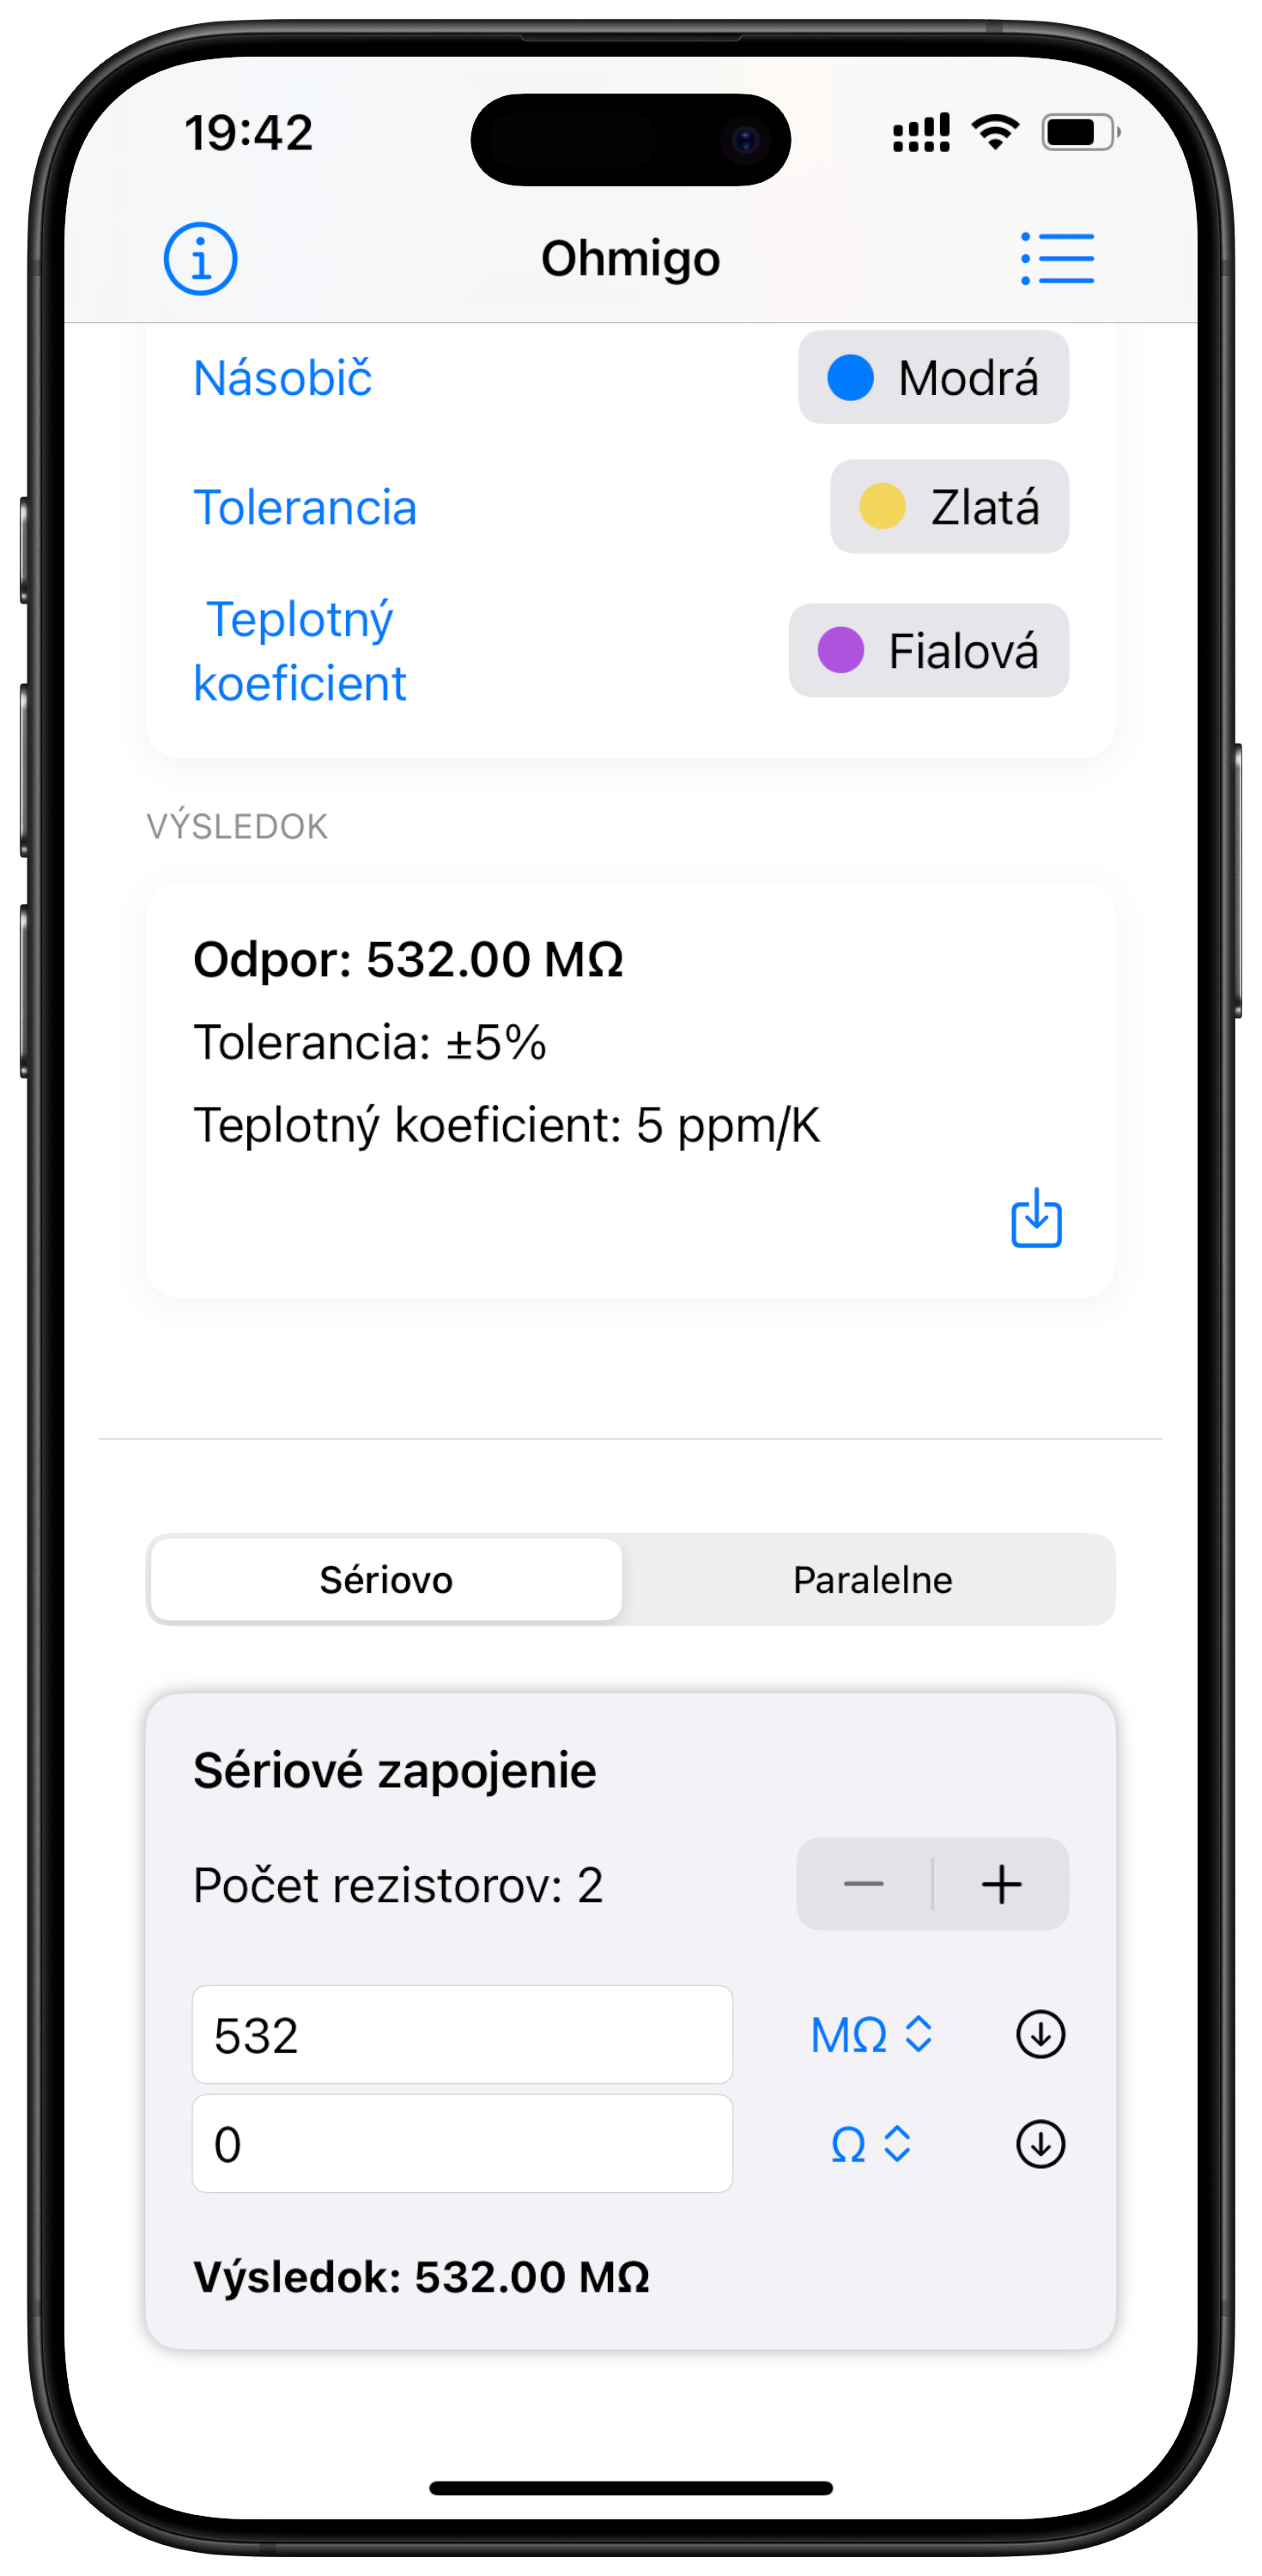 19:42
Ohmigo
Násobič
Modrá
Tolerancia
Zlatá
Teplotný
koeficient
Fialová
VÝSLEDOK
Odpor: 532.00 MΩ
Tolerancia: ±5%
Teplotný koeficient: 5 ppm/K
Sériovo
Paralelne
Sériové zapojenie
Počet rezistorov: 2
532
MΩ
0
Ω
Výsledok: 532.00 MΩ